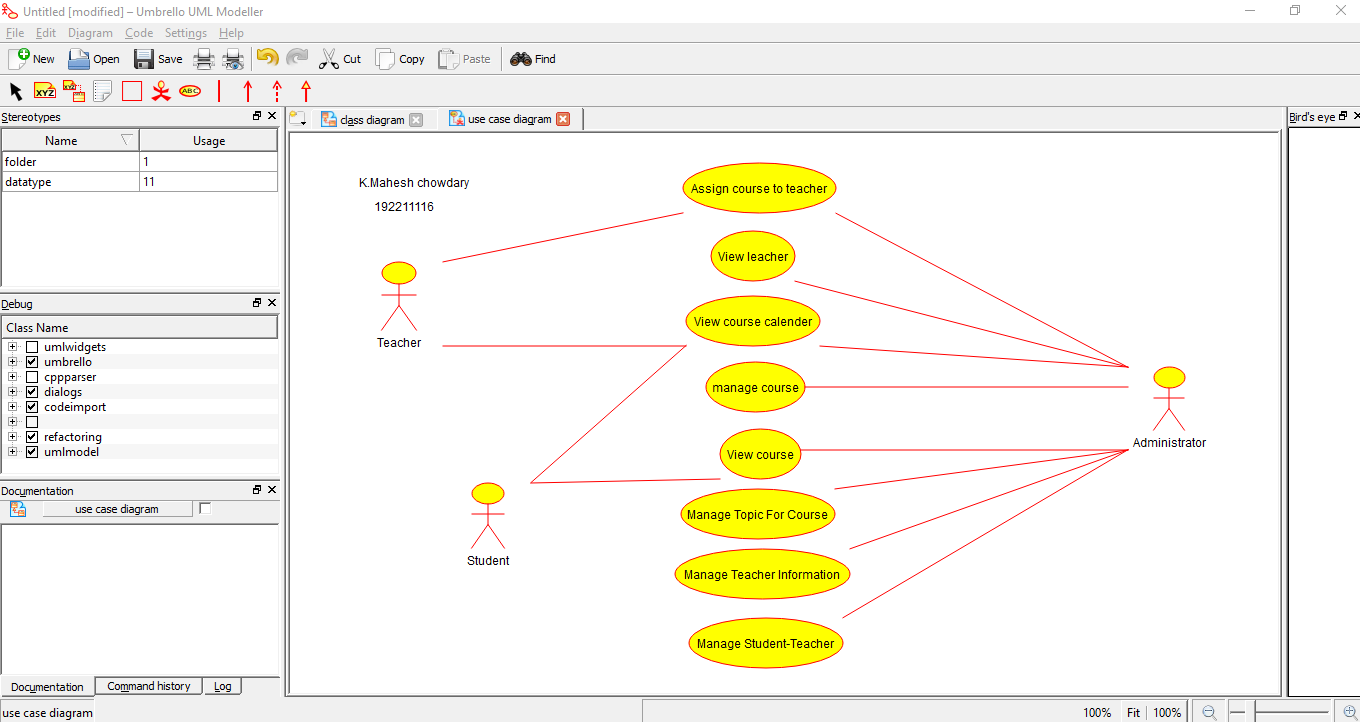 Untitled [modified] – Umbrello UML Modeller
File Edit Diagram Code Settings Help
New Open Save Cut Copy Paste Find
XYZ XYZ ABC
Stereotypes
Name Usage
folder 1
datatype 11
Debug
Class Name
umlwidgets
umbrello
cppparser
dialogs
codeimport
refactoring
umlmodel
Documentation
use case diagram
Documentation Command history Log
use case diagram
class diagram use case diagram
K.Mahesh chowdary
192211116
Assign course to teacher
View leacher
View course calender
manage course
View course
Manage Topic For Course
Manage Teacher Information
Manage Student-Teacher
Teacher
Student
Administrator
Bird's eye
100% Fit 100%